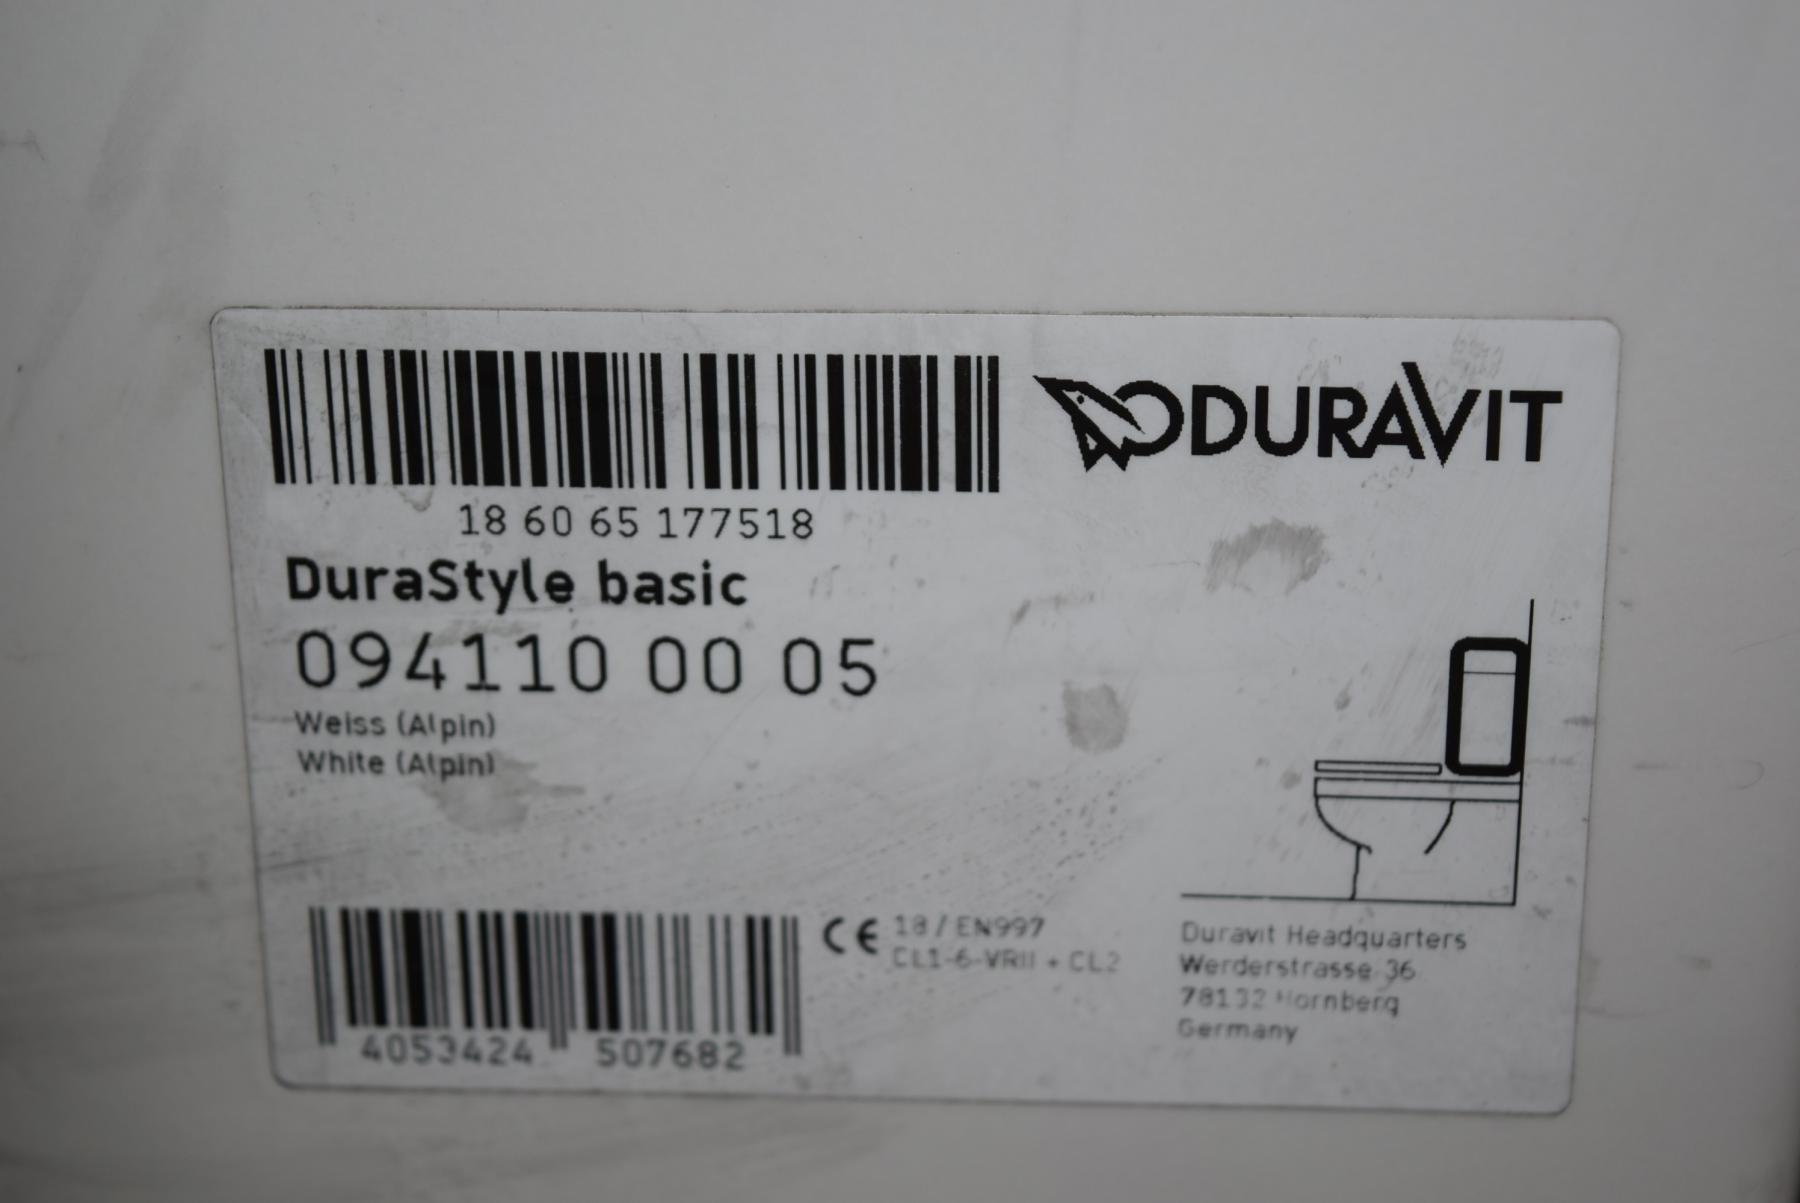 DURAVIT
18 60 65 177518
DuraStyle basic
094110 00 05
Weiss (Alpin)
White (Alpin)
CE 18 / EN997
CL1-6-VRII + CL2
4053424 507682
Duravit Headquarters
Werderstrasse 36
78132 Hornberg
Germany